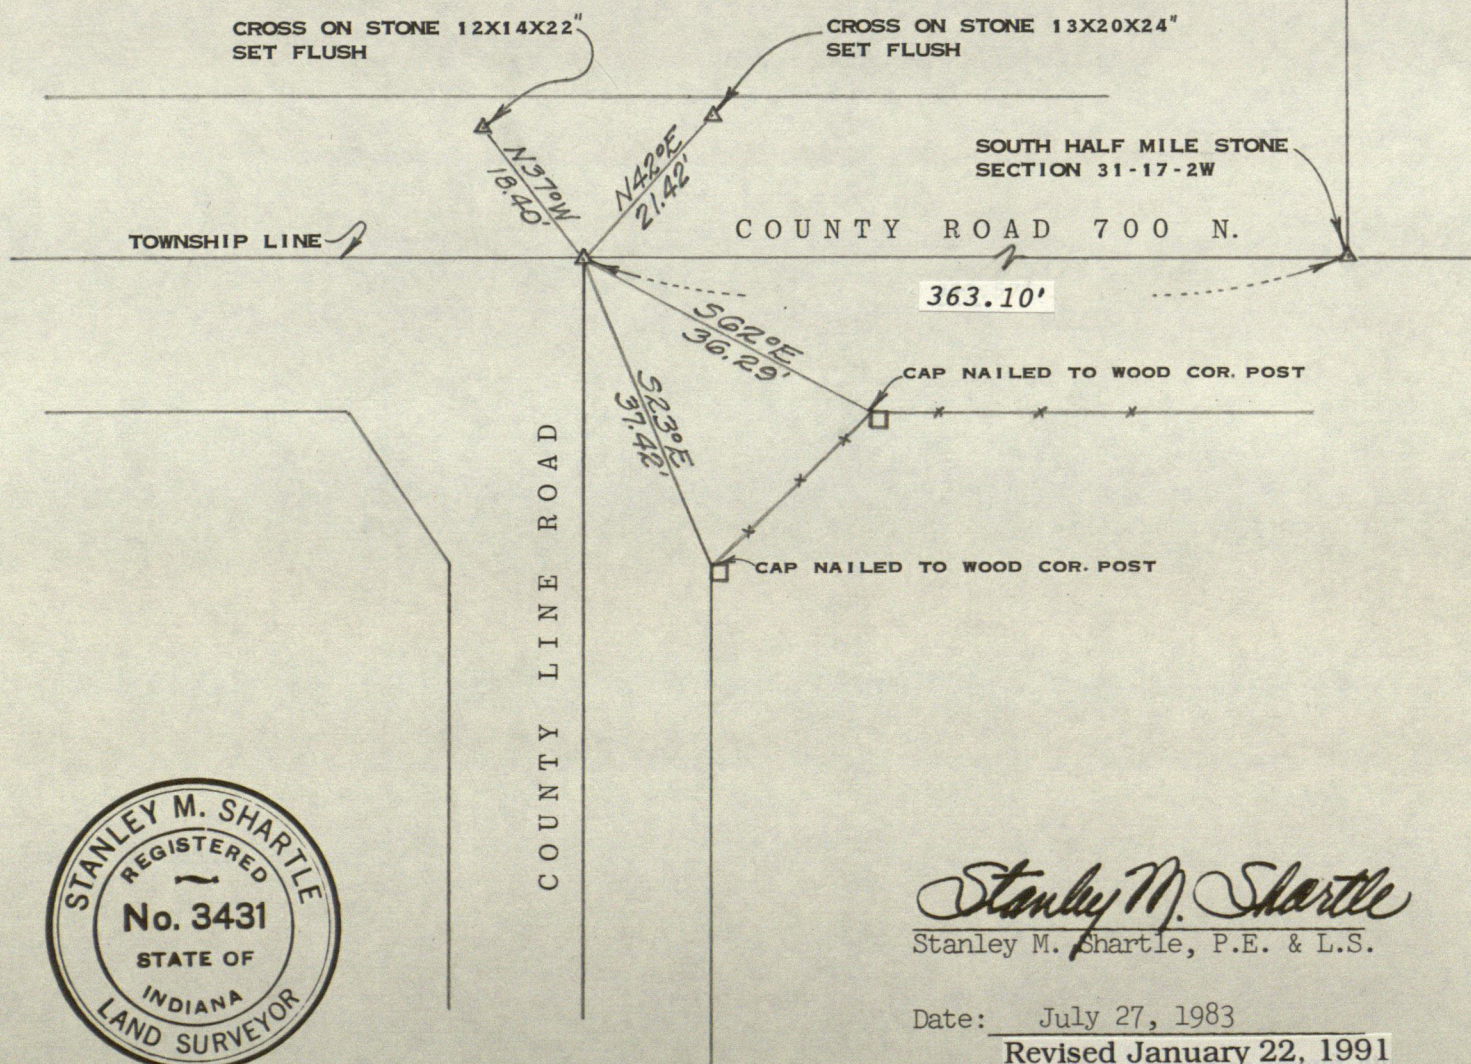 CROSS ON STONE 12X14X22"
SET FLUSH
CROSS ON STONE 13X20X24"
SET FLUSH
N37°W
18.40'
N42°E
21.42'
SOUTH HALF MILE STONE
SECTION 31-17-2W
TOWNSHIP LINE
COUNTY ROAD 700 N.
363.10'
S62°E
36.29'
S23°E
37.42'
CAP NAILED TO WOOD COR. POST
CAP NAILED TO WOOD COR. POST
COUNTY LINE ROAD
STANLEY M. SHARTLE
REGISTERED
No. 3431
STATE OF
INDIANA
LAND SURVEYOR
Stanley M. Shartle
Stanley M. Shartle, P.E. & L.S.
Date: July 27, 1983
Revised January 22, 1991